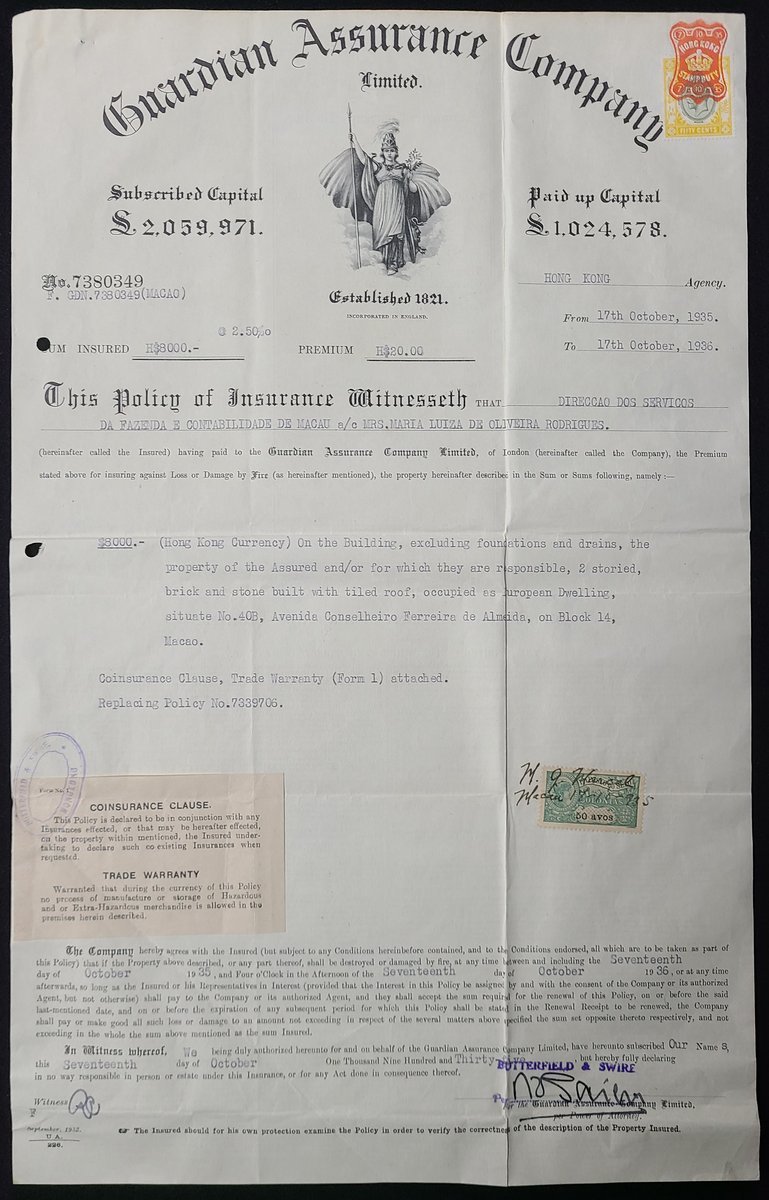 Guardian Assurance Company
Limited.
HONG KONG
STAMP DUTY
FIFTY CENTS
Subscribed Capital
£2,059,971.
Paid up Capital
£1,024,578.
No. 7380349
F. GDN.7380349(MACAO)
Established 1821.
INCORPORATED IN ENGLAND.
HONG KONG Agency.
From 17th October, 1935.
To 17th October, 1936.
@ 2.50%
UM INSURED H$8000.- PREMIUM H$20.00
This Policy of Insurance Witnesseth THAT DIRECCAO DOS SERVICOS
DA FAZENDA E CONTABILIDADE DE MACAU a/c MRS.MARIA LUIZA DE OLIVEIRA RODRIGUES.
(hereinafter called the Insured) having paid to the Guardian Assurance Company Limited, of London (hereinafter called the Company), the Premium
stated above for insuring against Loss or Damage by Fire (as hereinafter mentioned), the property hereinafter described in the Sum or Sums following, namely:—
$8000.- (Hong Kong Currency) On the Building, excluding foundations and drains, the
property of the Assured and/or for which they are responsible, 2 storied,
brick and stone built with tiled roof, occupied as European Dwelling,
situate No.40B, Avenida Conselheiro Ferreira de Almeida, on Block 14,
Macao.
Coinsurance Clause, Trade Warranty (Form 1) attached.
Replacing Policy No.7339706.
Form No. 1
COINSURANCE CLAUSE.
This Policy is declared to be in conjunction with any
Insurances effected, or that may be hereafter effected,
on the property within mentioned, the Insured under-
taking to declare such co-existing Insurances when
requested.
TRADE WARRANTY
Warranted that during the currency of this Policy
no process of manufacture or storage of Hazardous
and or Extra-Hazardous merchandise is allowed in the
premises herein described.
50 avos
The Company hereby agrees with the Insured (but subject to any Conditions hereinbefore contained, and to the Conditions endorsed, all which are to be taken as part of
this Policy) that if the Property above described, or any part thereof, shall be destroyed or damaged by fire, at any time between and including the Seventeenth
day of October 1935, and Four o'Clock in the Afternoon of the Seventeenth day of October 1936, or at any time
afterwards, so long as the Insured or his Representatives in Interest (provided that the Interest in this Policy be assigned by and with the consent of the Company or its authorized
Agent, but not otherwise) shall pay to the Company or its authorized Agent, and they shall accept the sum required for the renewal of this Policy, on or before the said
last-mentioned date, and on or before the expiration of any subsequent period for which this Policy shall be stated in the Renewal Receipt to be renewed, the Company
shall pay or make good all such loss or damage to an amount not exceeding in respect of the several matters above specified the sum set opposite thereto respectively, and not
exceeding in the whole the sum above mentioned as the sum Insured.
In Witness whereof, We being duly authorized hereunto for and on behalf of the Guardian Assurance Company Limited, have hereunto subscribed Our Name s,
this Seventeenth day of October One Thousand Nine Hundred and Thirty-five, but hereby fully declaring
in no way responsible in person or estate under this Insurance, or for any Act done in consequence thereof.
BUTTERFIELD & SWIRE
Witness
F
For the Guardian Assurance Company Limited,
per Power of Attorney.
September, 1932.
U A.
226.
The Insured should for his own protection examine the Policy in order to verify the correctness of the description of the Property Insured.